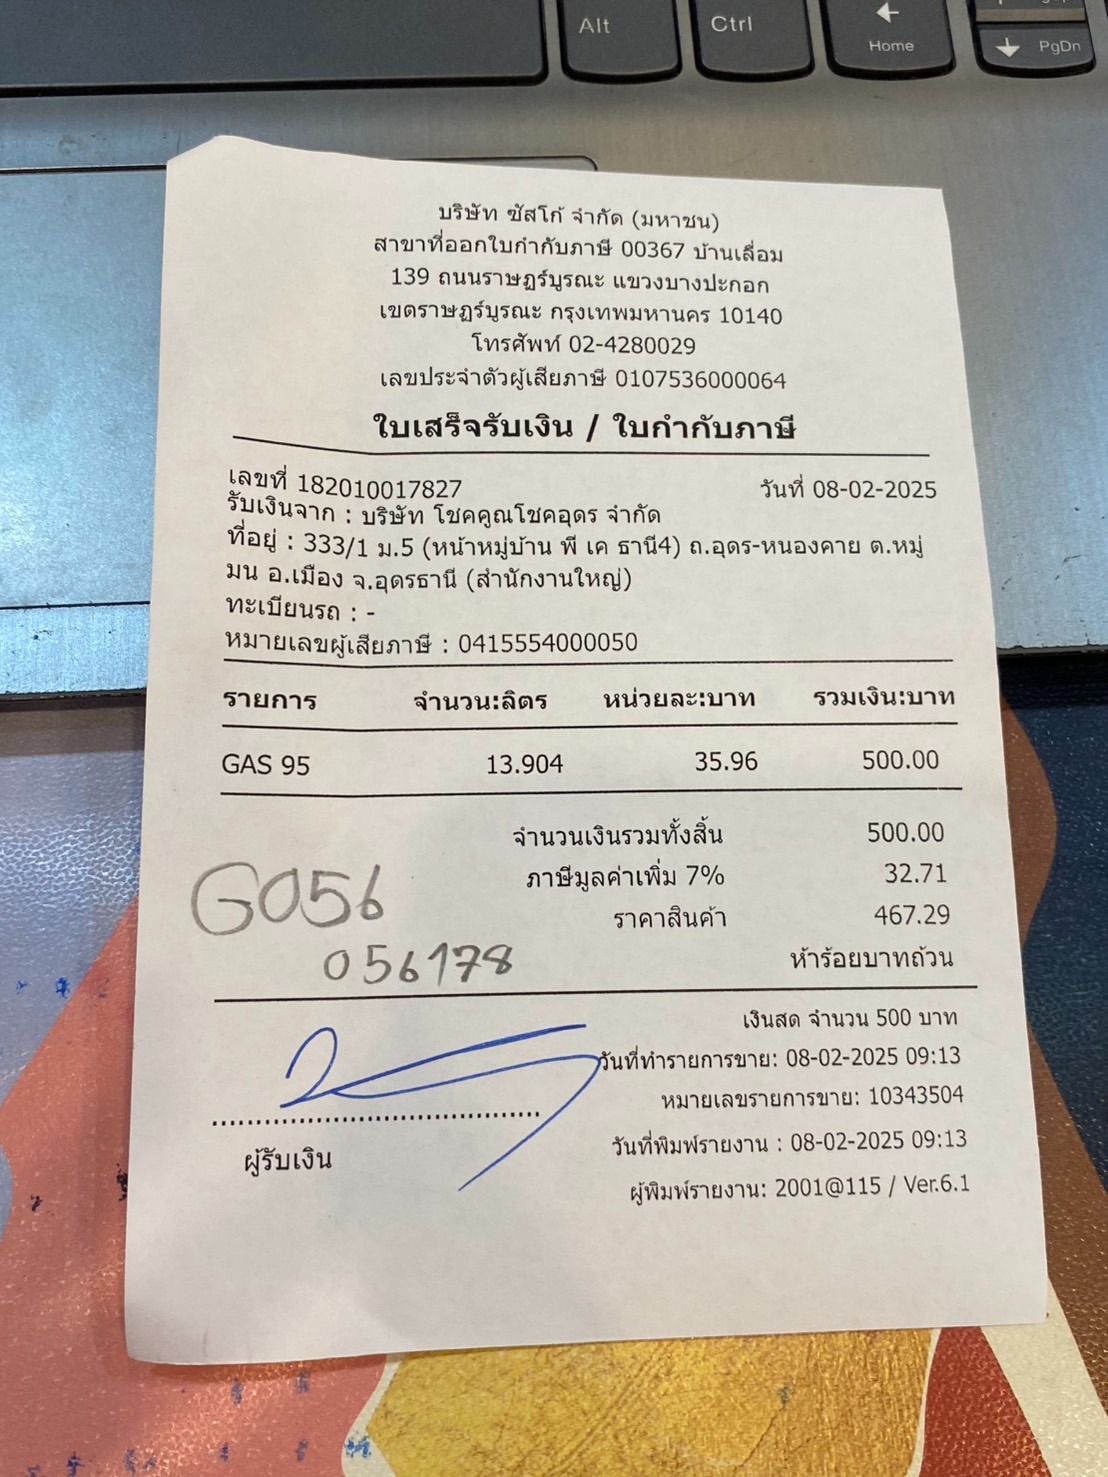 Alt
Ctrl
Home
PgDn
บริษัท ซัสโก้ จำกัด (มหาชน)
สาขาที่ออกใบกำกับภาษี 00367 บ้านเลื่อม
139 ถนนราษฏร์บูรณะ แขวงบางปะกอก
เขตราษฏร์บูรณะ กรุงเทพมหานคร 10140
โทรศัพท์ 02-4280029
เลขประจำตัวผู้เสียภาษี 0107536000064
ใบเสร็จรับเงิน / ใบกำกับภาษี
เลขที่ 182010017827 วันที่ 08-02-2025
รับเงินจาก : บริษัท โชคคูณโชคอุดร จำกัด
ที่อยู่ : 333/1 ม.5 (หน้าหมู่บ้าน พี เค ธานี4) ถ.อุดร-หนองคาย ต.หมู่
มน อ.เมือง จ.อุดรธานี (สำนักงานใหญ่)
ทะเบียนรถ : -
หมายเลขผู้เสียภาษี : 0415554000050
รายการ จำนวน:ลิตร หน่วยละ:บาท รวมเงิน:บาท
GAS 95 13.904 35.96 500.00
จำนวนเงินรวมทั้งสิ้น 500.00
ภาษีมูลค่าเพิ่ม 7% 32.71
ราคาสินค้า 467.29
ห้าร้อยบาทถ้วน
G056
056178
เงินสด จำนวน 500 บาท
วันที่ทำรายการขาย: 08-02-2025 09:13
หมายเลขรายการขาย: 10343504
วันที่พิมพ์รายงาน : 08-02-2025 09:13
ผู้พิมพ์รายงาน: 2001@115 / Ver.6.1
ผู้รับเงิน